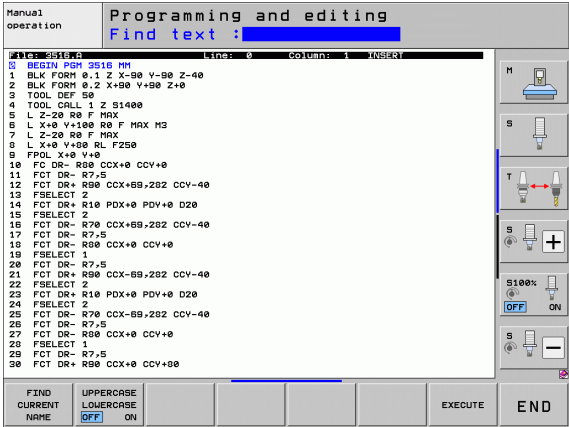 Manual
operation
Programming and editing
Find text :
File: 3516.A Line: 0 Column: 1 INSERT
0 BEGIN PGM 3516 MM
1 BLK FORM 0.1 Z X-90 Y-90 Z-40
2 BLK FORM 0.2 X+90 Y+90 Z+0
3 TOOL DEF 50
4 TOOL CALL 1 Z S1400
5 L Z-20 R0 F MAX
6 L X+0 Y+100 R0 F MAX M3
7 L Z-20 R0 F MAX
8 L X+0 Y+80 RL F250
9 FPOL X+0 Y+0
10 FC DR- R80 CCX+0 CCY+0
11 FCT DR- R7,5
12 FCT DR+ R90 CCX+69,282 CCY-40
13 FSELECT 2
14 FCT DR+ R10 PDX+0 PDY+0 D20
15 FSELECT 2
16 FCT DR- R70 CCX+69,282 CCY-40
17 FCT DR- R7,5
18 FCT DR- R80 CCX+0 CCY+0
19 FSELECT 1
20 FCT DR- R7,5
21 FCT DR+ R90 CCX-69,282 CCY-40
22 FSELECT 2
23 FCT DR+ R10 PDX+0 PDY+0 D20
24 FSELECT 2
25 FCT DR- R70 CCX-69,282 CCY-40
26 FCT DR- R7,5
27 FCT DR- R80 CCX+0 CCY+0
28 FSELECT 1
29 FCT DR- R7,5
30 FCT DR+ R90 CCX+0 CCY+80
M
S
T
S
S100%
OFF ON
S
FIND
CURRENT
NAME
UPPERCASE
LOWERCASE
OFF ON
EXECUTE
END